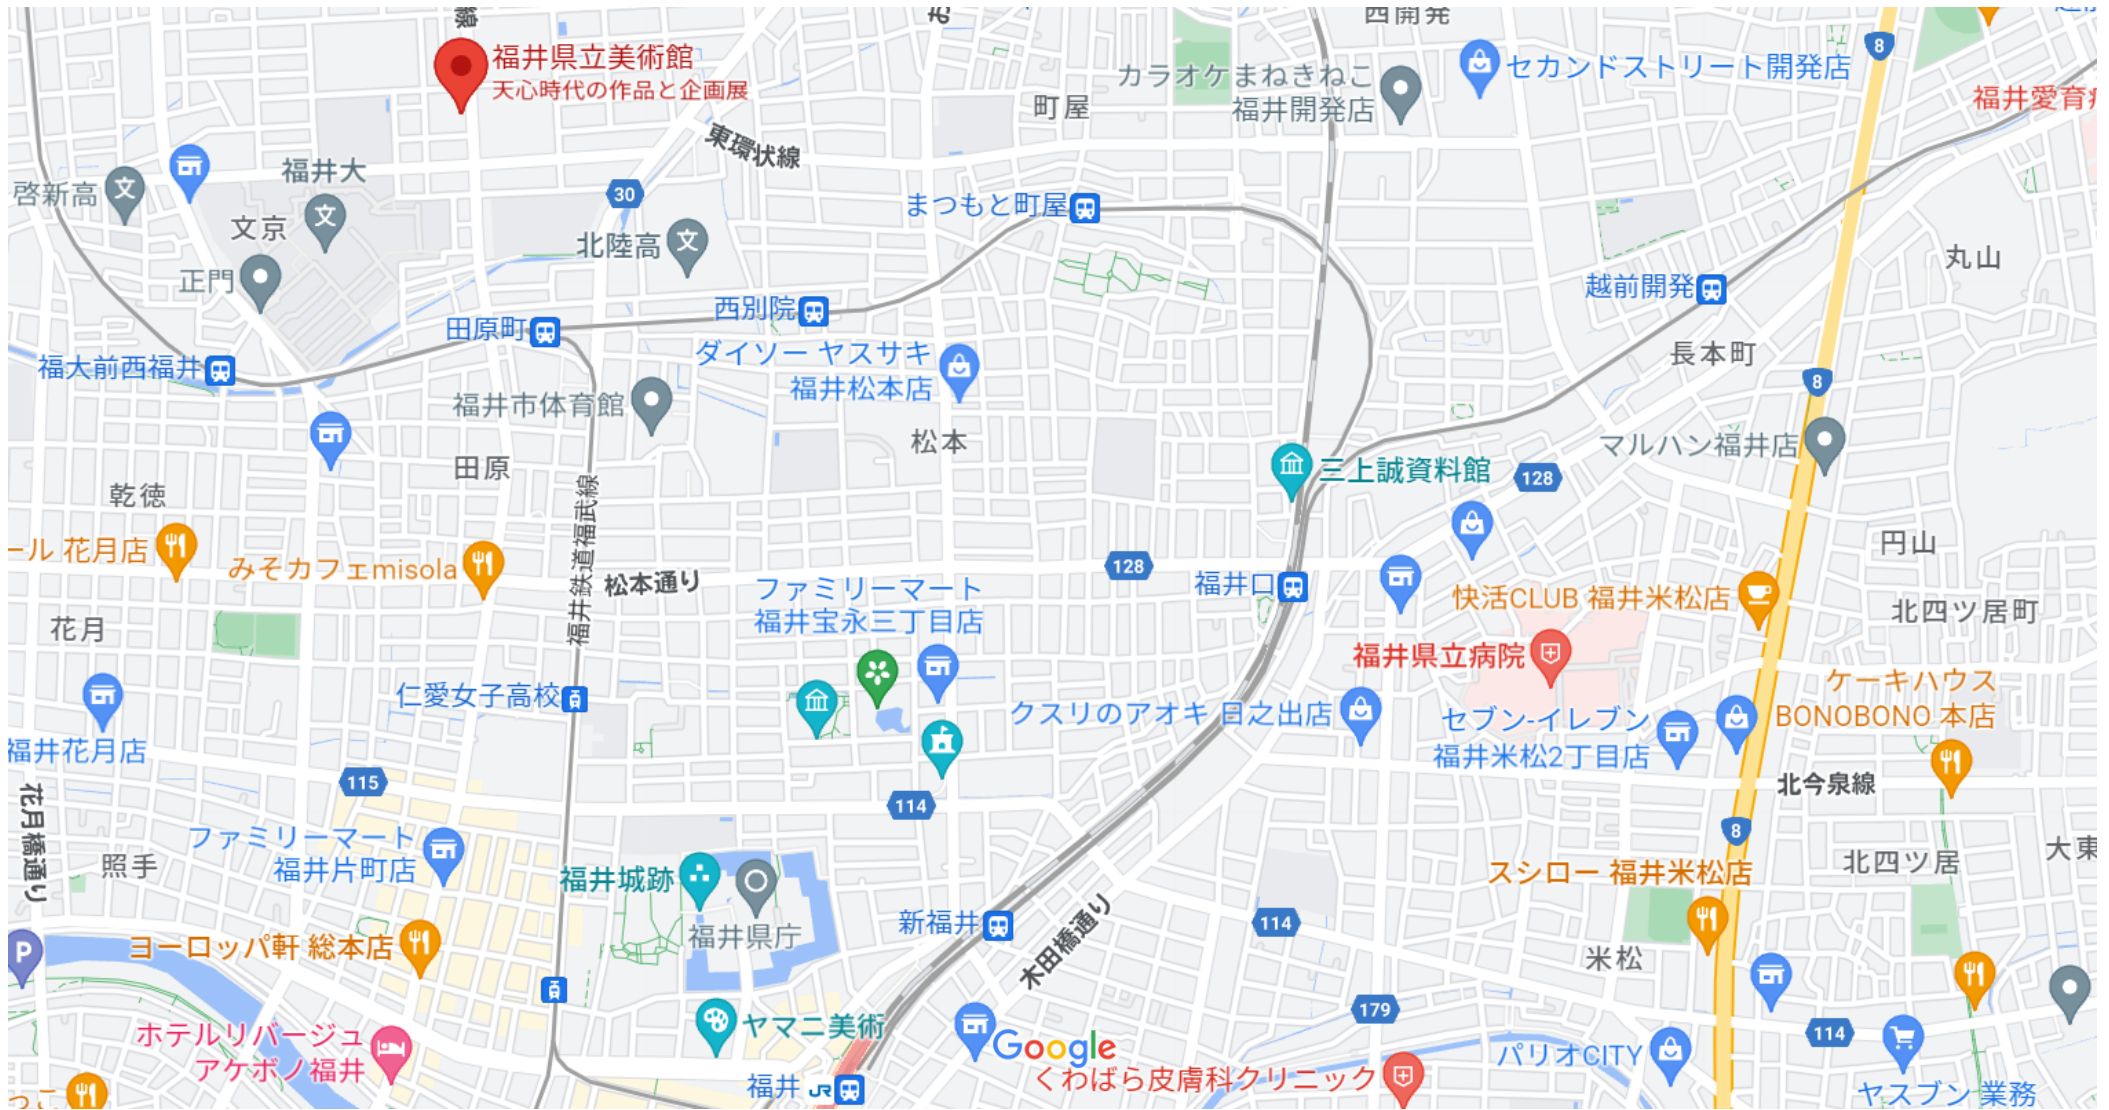 線
西開発
福井県立美術館
天心時代の作品と企画展
8
セカンドストリート開発店
カラオケまねきねこ
福井開発店
町屋
福井愛育
東環状線
福井大
啓新高
文京
30
まつもと町屋
北陸高
正門
丸山
越前開発
西別院
田原町
福大前西福井
ダイソー ヤスサキ
福井松本店
長本町
8
福井市体育館
松本
マルハン福井店
田原
三上誠資料館
128
乾徳
福井鉄道福武線
ール 花月店
みそカフェmisola
松本通り
128
円山
ファミリーマート
福井宝永三丁目店
福井口
快活CLUB 福井米松店
北四ツ居町
花月
福井県立病院
仁愛女子高校
ケーキハウス
BONOBONO 本店
クスリのアオキ 日之出店
セブン-イレブン
福井米松2丁目店
福井花月店
115
114
北今泉線
花月橋通り
8
ファミリーマート
福井片町店
照手
大東
北四ツ居
スシロー 福井米松店
福井城跡
福井県庁
新福井
木田橋通り
114
ヨーロッパ軒 総本店
P
米松
179
ホテルリバージュ
アケボノ福井
ヤマニ美術
Google
114
パリオCITY
くわばら皮膚科クリニック
福井 JR
ヤスブン 業務